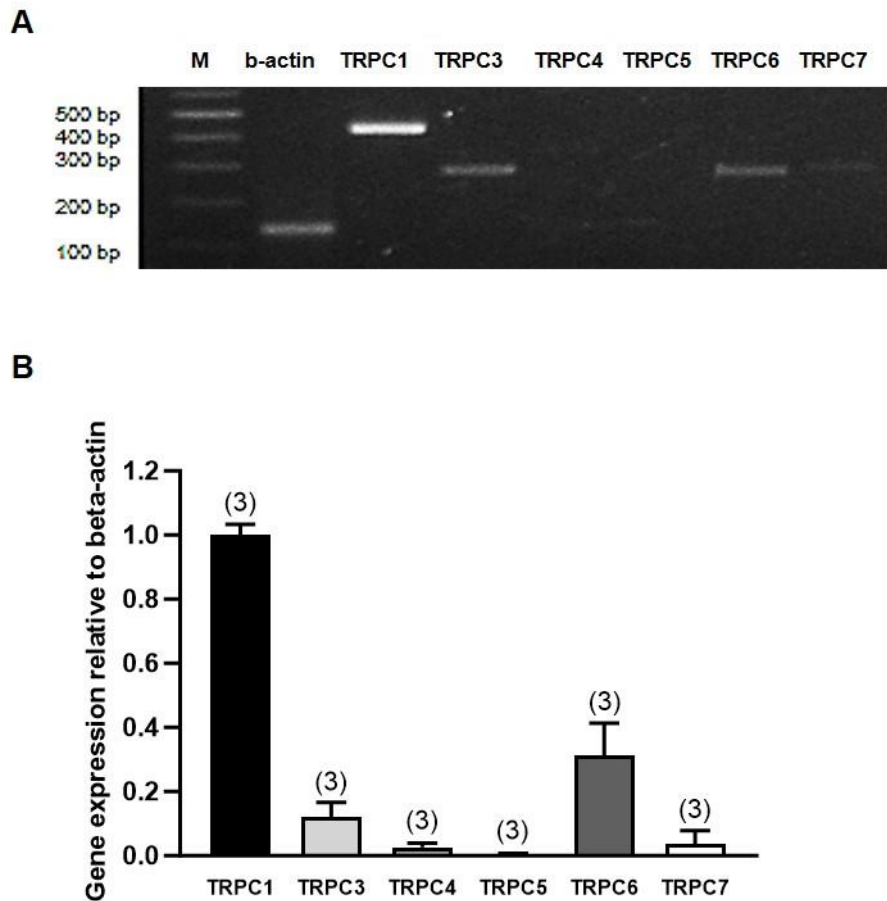 A
M b-actin TRPC1 TRPC3 TRPC4 TRPC5 TRPC6 TRPC7
500 bp
400 bp
300 bp
200 bp
100 bp
B
Gene expression relative to beta-actin
1.2
1.0
0.8
0.6
0.4
0.2
0.0
(3) (3) (3) (3) (3) (3)
TRPC1 TRPC3 TRPC4 TRPC5 TRPC6 TRPC7